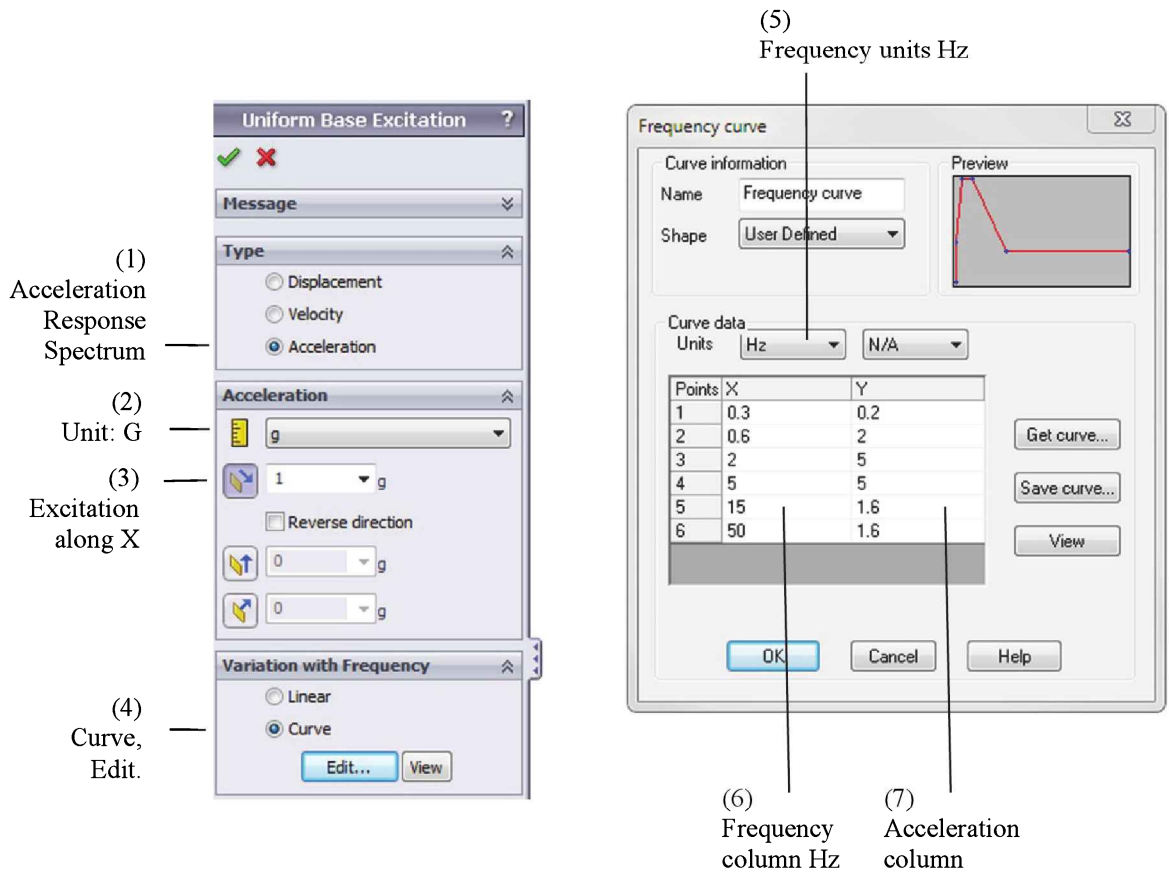 (5)
Frequency units Hz
Uniform Base Excitation ?
Message
(1)
Acceleration
Response
Spectrum
Type
Displacement
Velocity
Acceleration
(2)
Unit: G
Acceleration
g
(3)
Excitation
along X
1 g
Reverse direction
0 g
0 g
Variation with Frequency
(4)
Curve,
Edit.
Linear
Curve
Edit... View
Frequency curve
Curve information
Name Frequency curve
Shape User Defined
Preview
Curve data
Units Hz N/A
Points X Y
1 0.3 0.2
2 0.6 2
3 2 5
4 5 5
5 15 1.6
6 50 1.6
Get curve...
Save curve...
View
OK Cancel Help
(6)
Frequency
column Hz
(7)
Acceleration
column